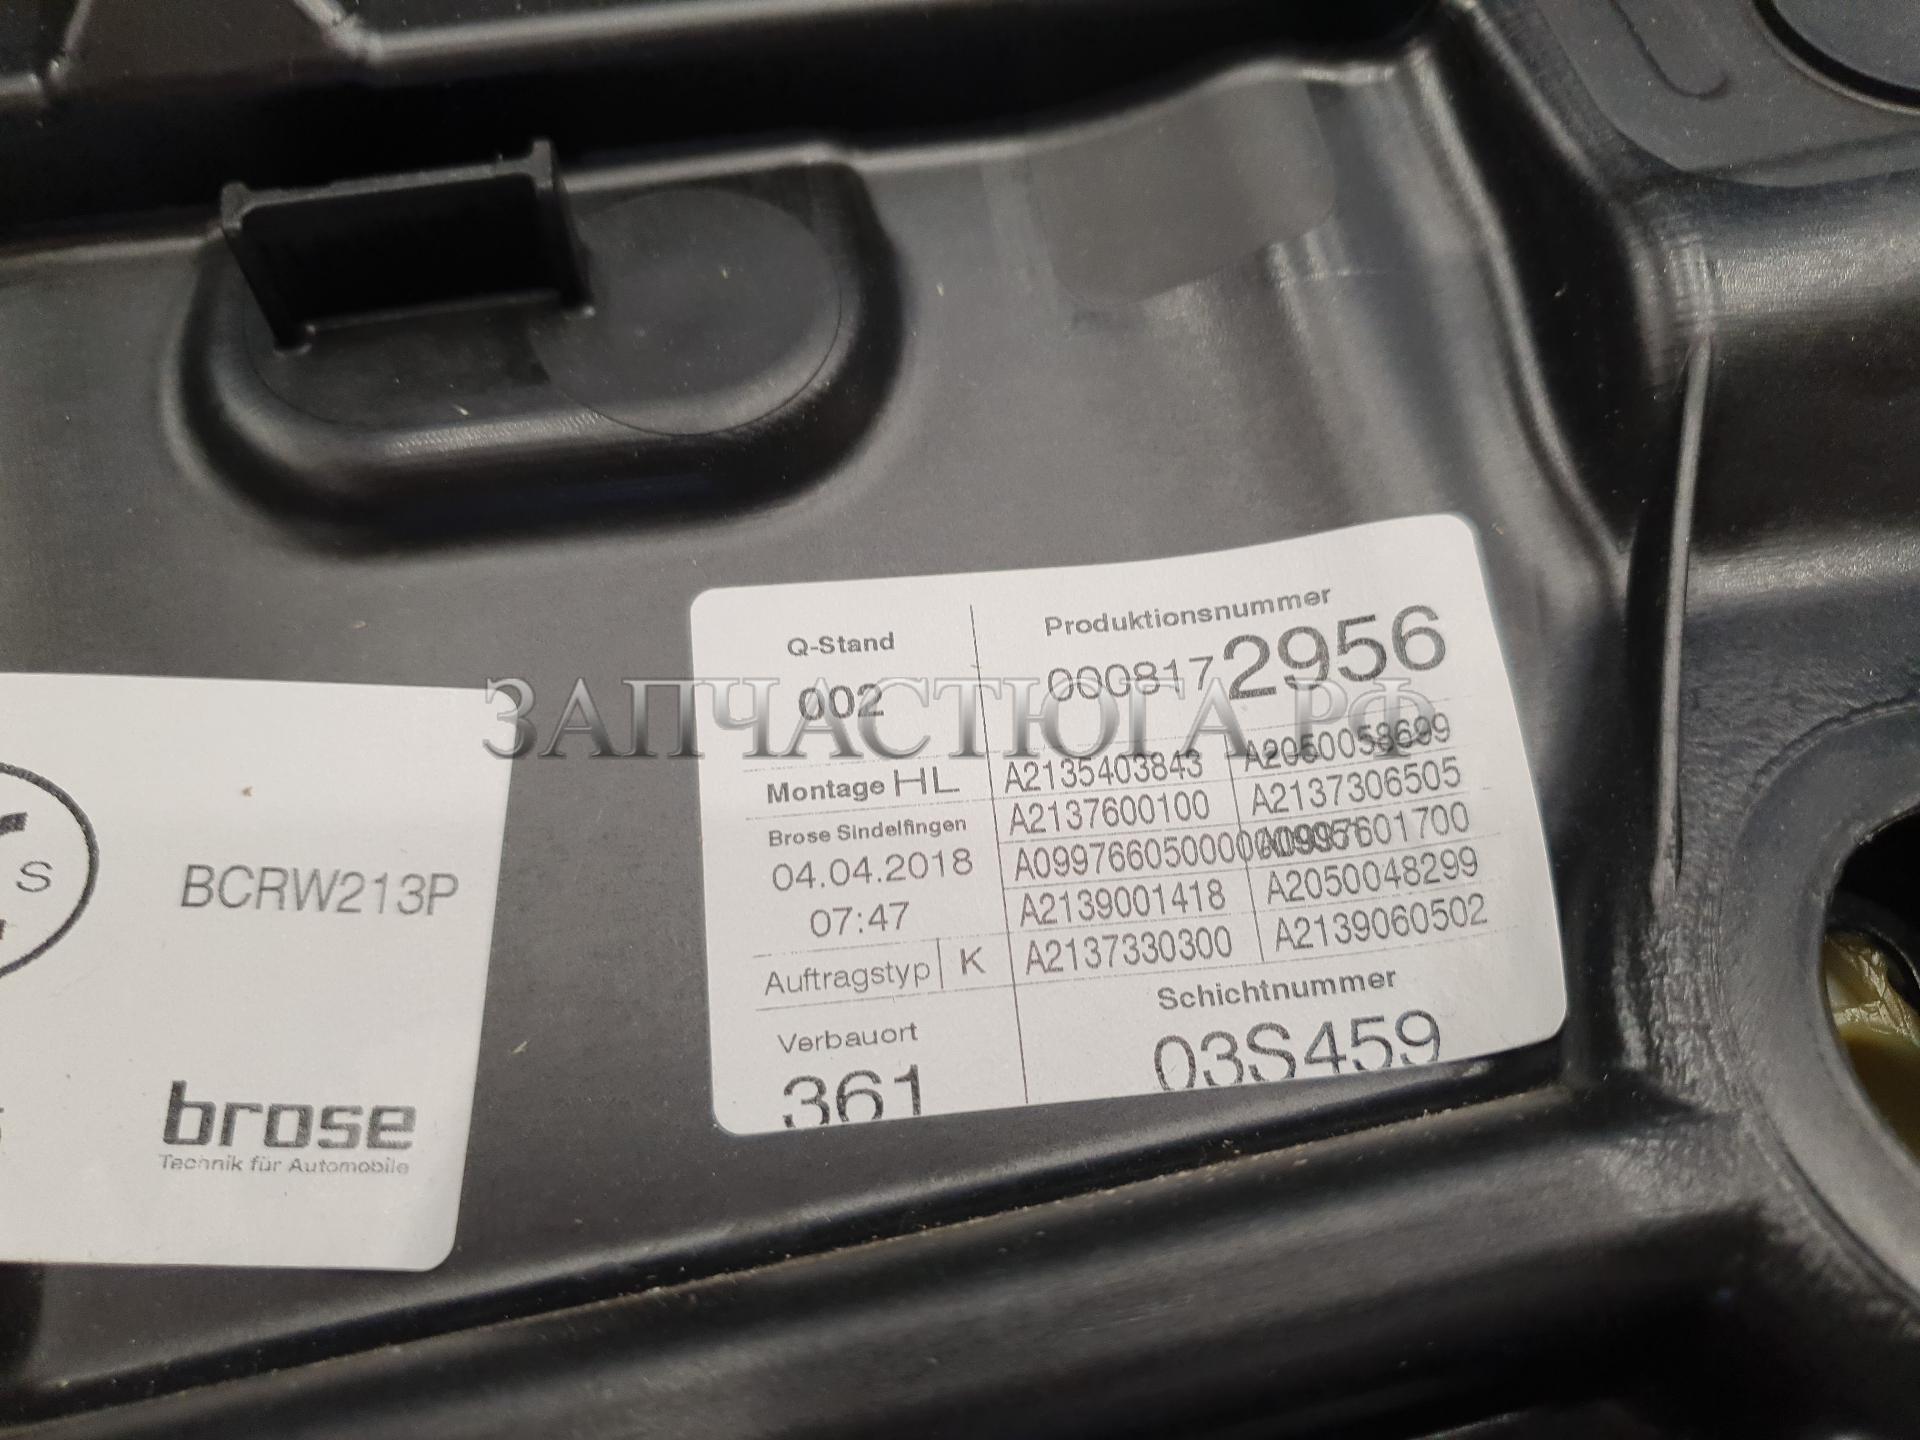 Q-Stand
002
Produktionsnummer
0008172956
ЗАПЧАСТЮГА.РФ
Montage HL
Brose Sindelfingen
04.04.2018
07:47
Auftragstyp K
Verbauort
361
A2135403843
A2137600100 A2137306505
A2139001418 A2050048299
A2137330300 A2139060502
Schichtnummer
03S459
S
BCRW213P
brose
Technik für Automobile